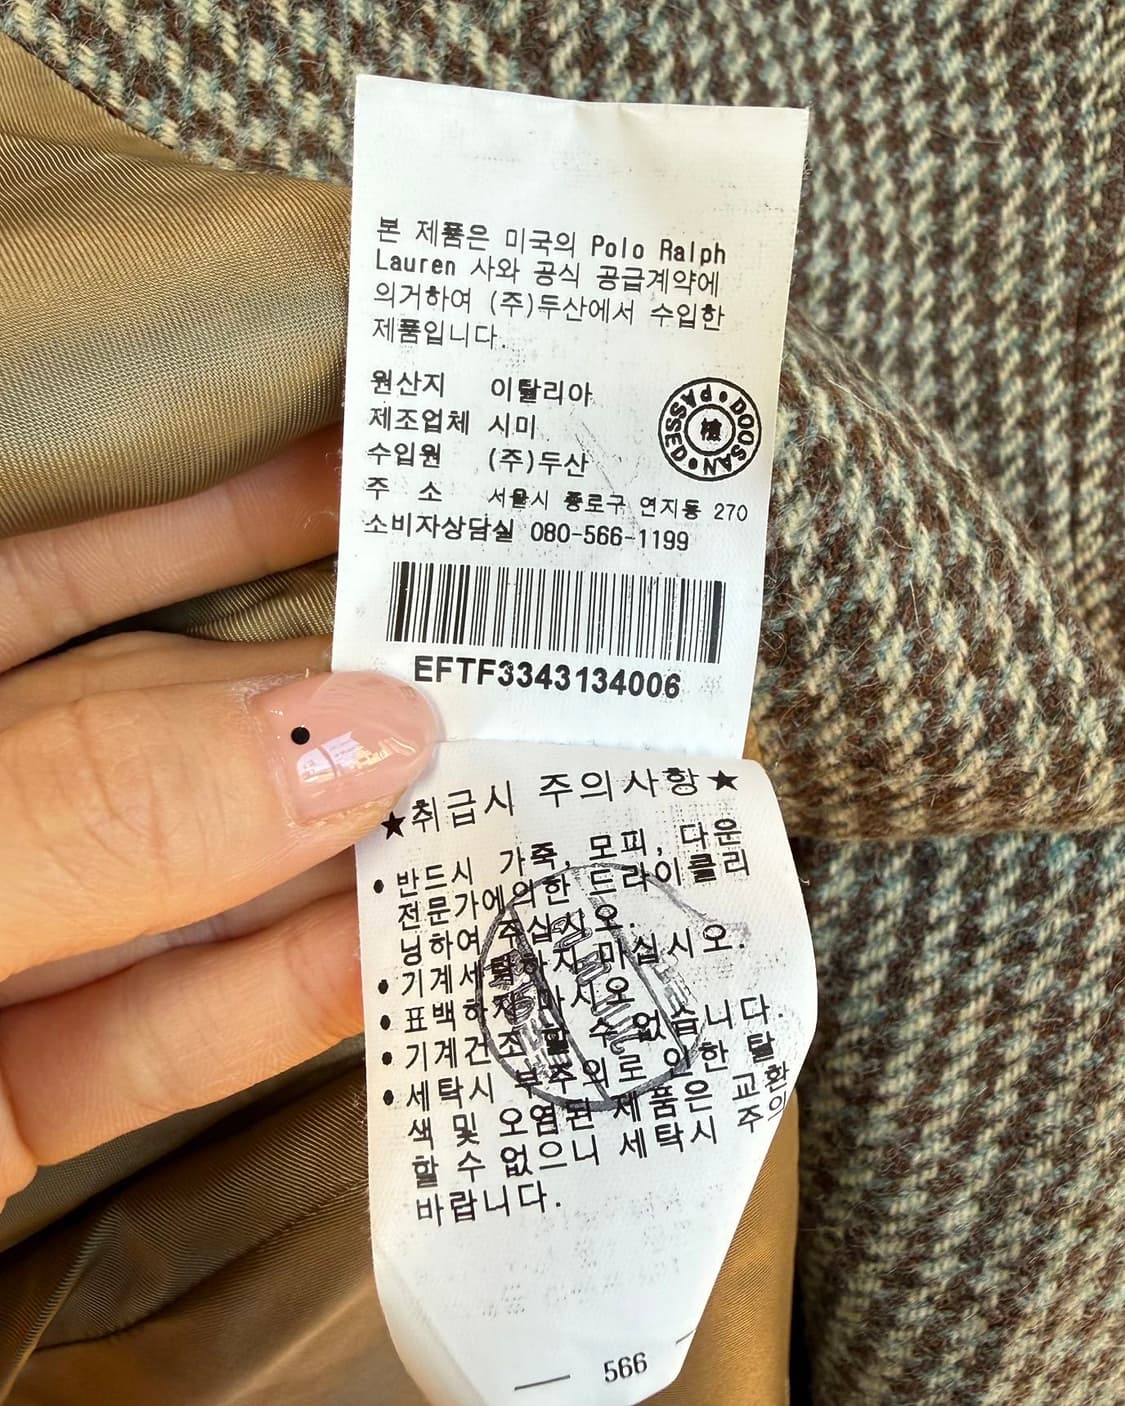 본 제품은 미국의 Polo Ralph
Lauren 사와 공식 공급계약에
의거하여 (주)두산에서 수입한
제품입니다.
원산지 이탈리아
제조업체 시미
수입원 (주)두산
주 소 서울시 종로구 연지동 270
소비자상담실 080-566-1199
DOOSAN PASSED
EFTF3343134006
★취급시 주의사항★
• 반드시 가죽, 모피, 다운
전문가에의한 드라이클리
닝하여 주십시오.
• 기계세탁하지 마십시오.
• 표백하지 마시오
• 기계건조 할 수 없습니다.
• 세탁시 부주의로 인한 탈
색 및 오염된 제품은 교환
할 수 없으니 세탁시 주의
바랍니다.
566